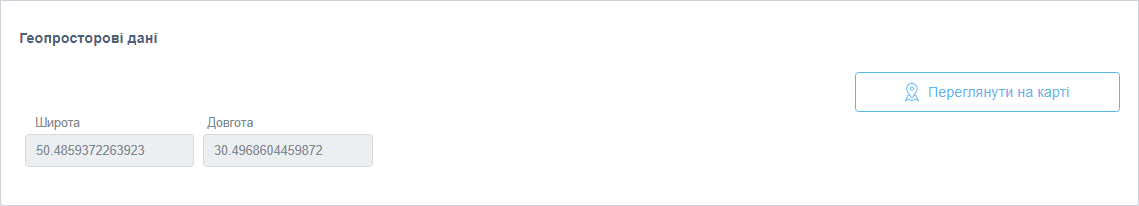 Геопросторові дані
Переглянути на карті
Широта
Довгота
50.4859372263923
30.4968604459872